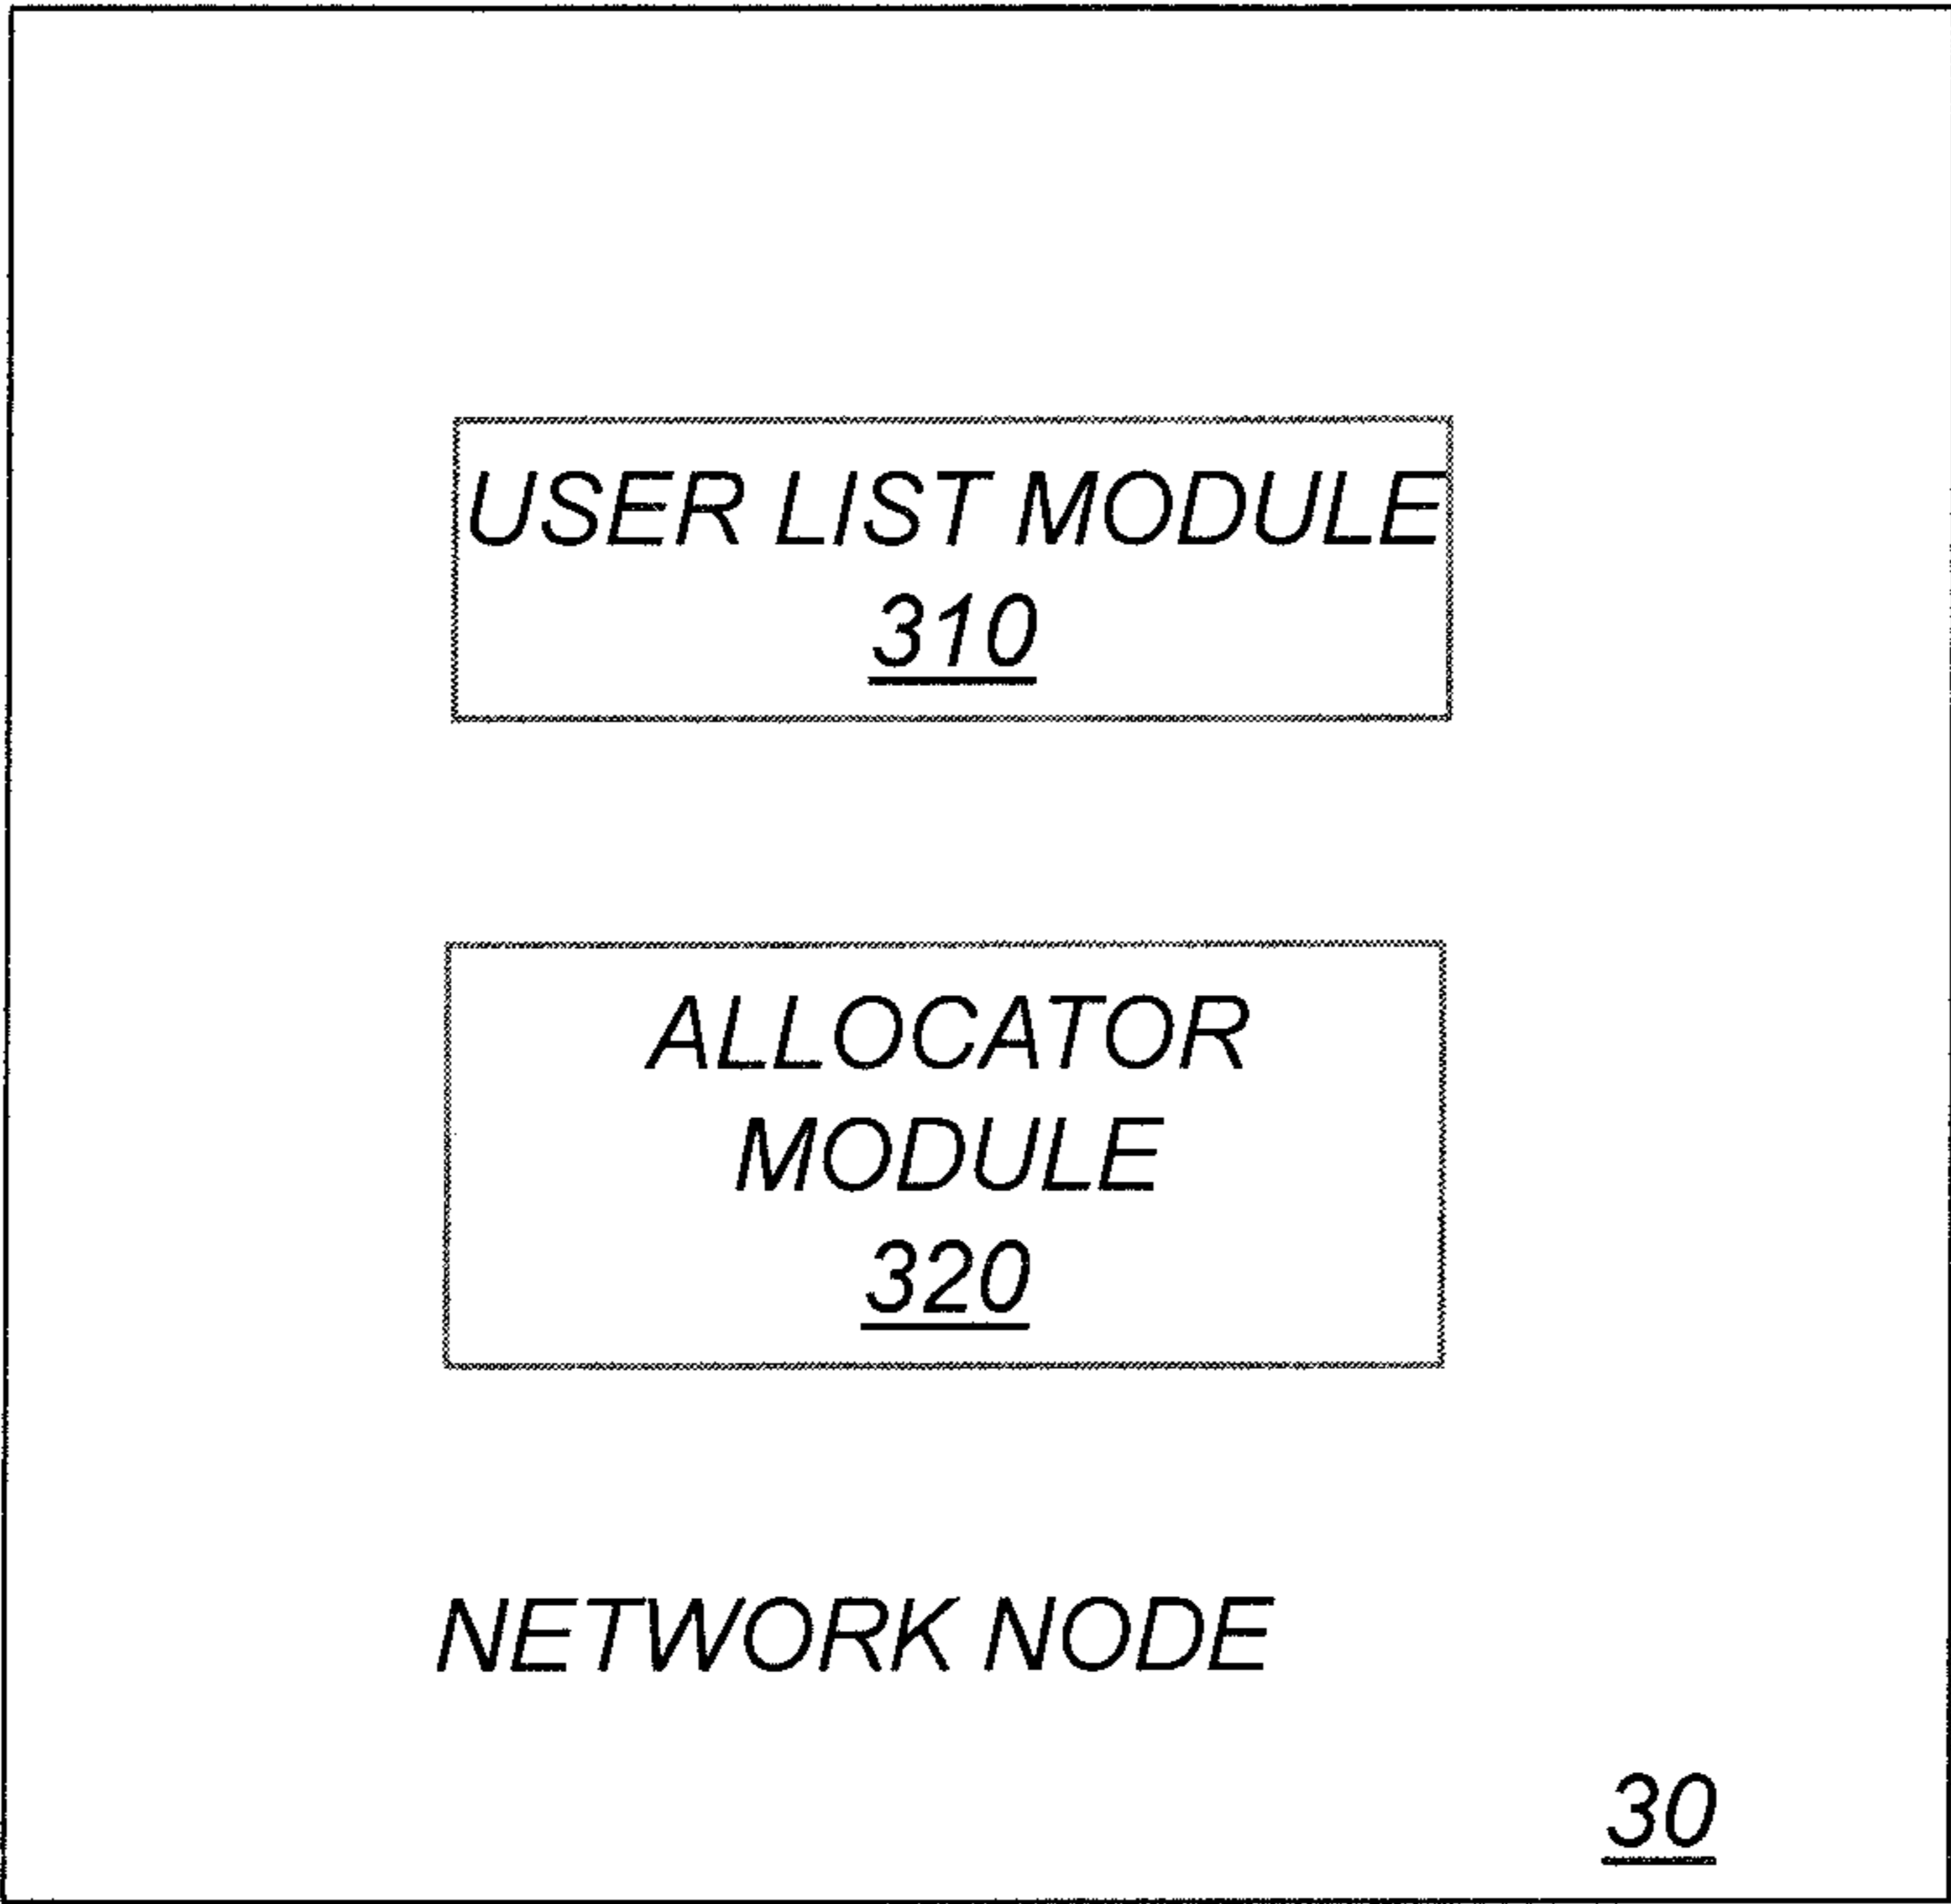 USER LIST MODULE
310
ALLOCATOR
MODULE
320
NETWORK NODE
30